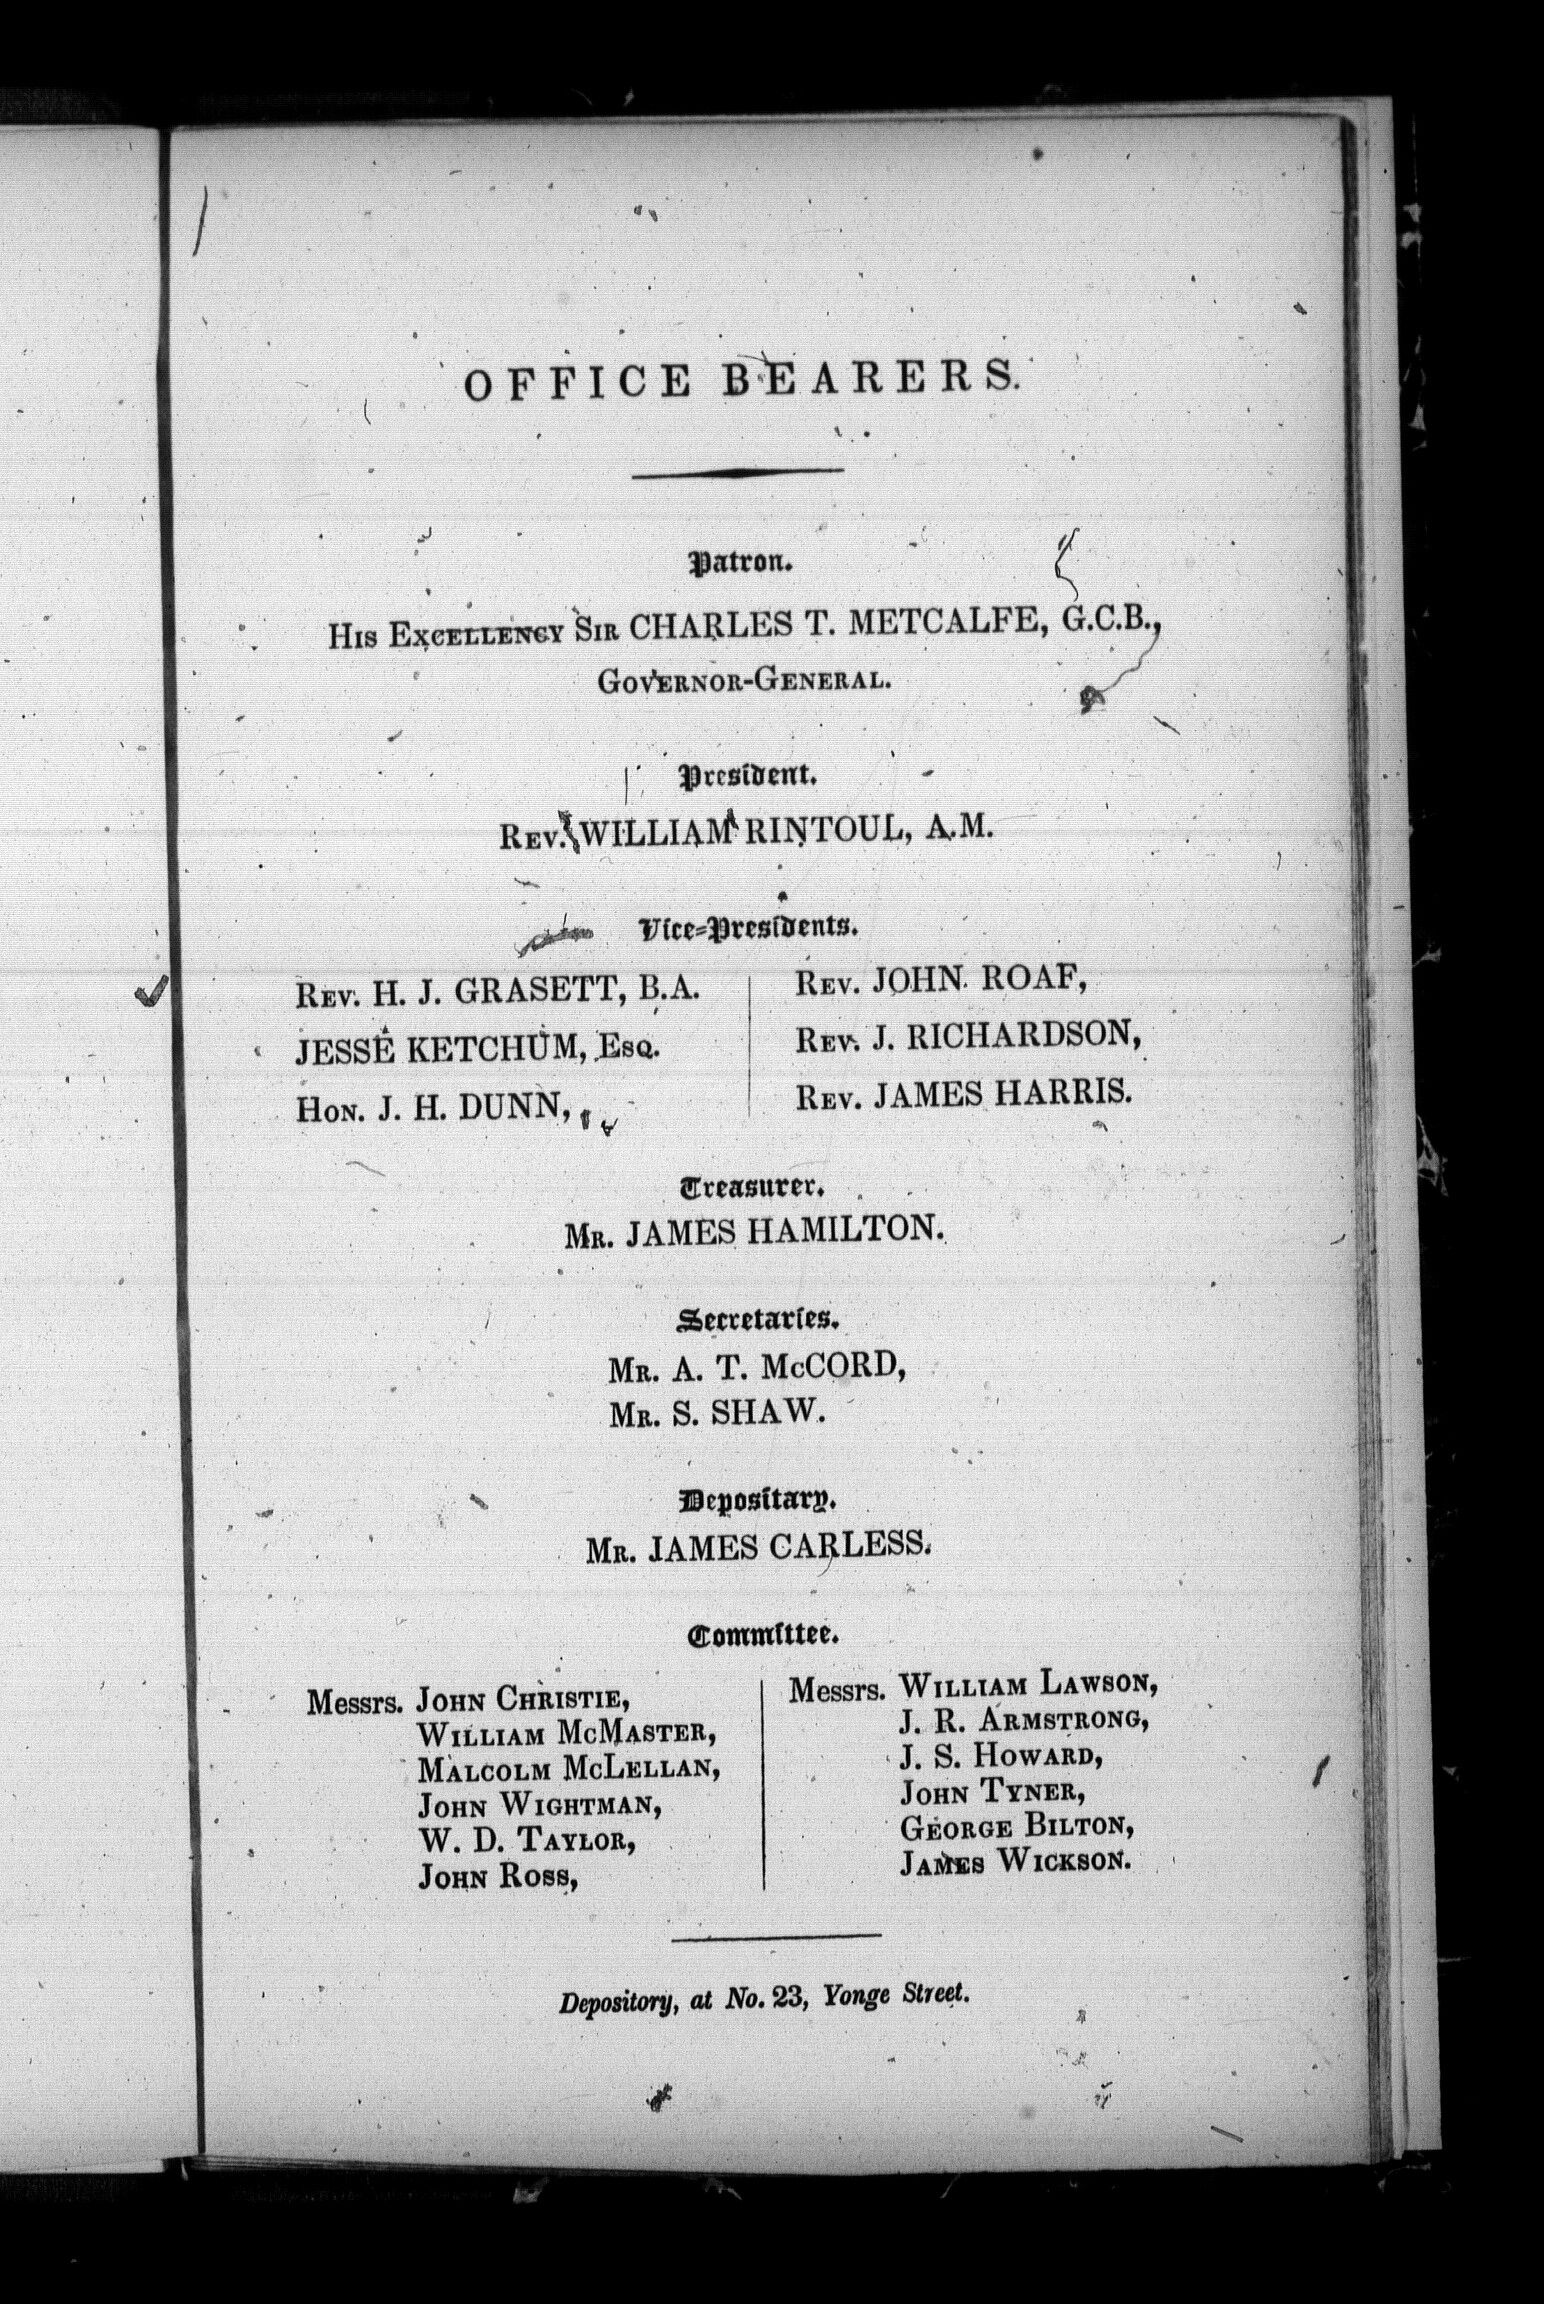 OFFICE BEARERS.
Patron.
His Excellency Sir CHARLES T. METCALFE, G.C.B.,
Governor-General.
President.
Rev. WILLIAM RINTOUL, A.M.
Vice-Presidents.
Rev. H. J. GRASETT, B.A.
JESSE KETCHUM, Esq.
Hon. J. H. DUNN,
Rev. JOHN ROAF,
Rev. J. RICHARDSON,
Rev. JAMES HARRIS.
Treasurer.
Mr. JAMES HAMILTON.
Secretaries.
Mr. A. T. McCORD,
Mr. S. SHAW.
Depositary.
Mr. JAMES CARLESS.
Committee.
Messrs. John Christie,
William McMaster,
Malcolm McLellan,
John Wightman,
W. D. Taylor,
John Ross,
Messrs. William Lawson,
J. R. Armstrong,
J. S. Howard,
John Tyner,
George Bilton,
James Wickson.
Depository, at No. 23, Yonge Street.